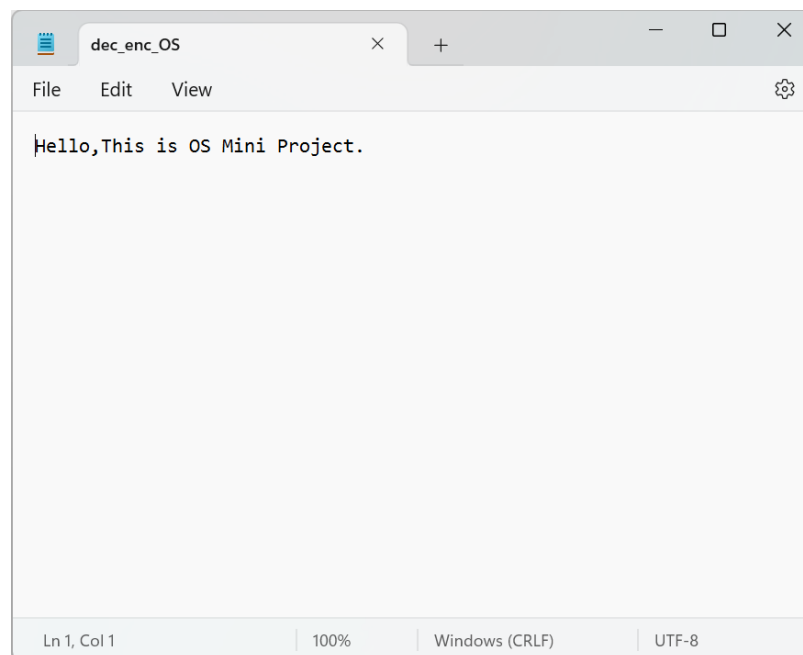 dec_enc_OS
File Edit View
Hello,This is OS Mini Project.
Ln 1, Col 1 100% Windows (CRLF) UTF-8